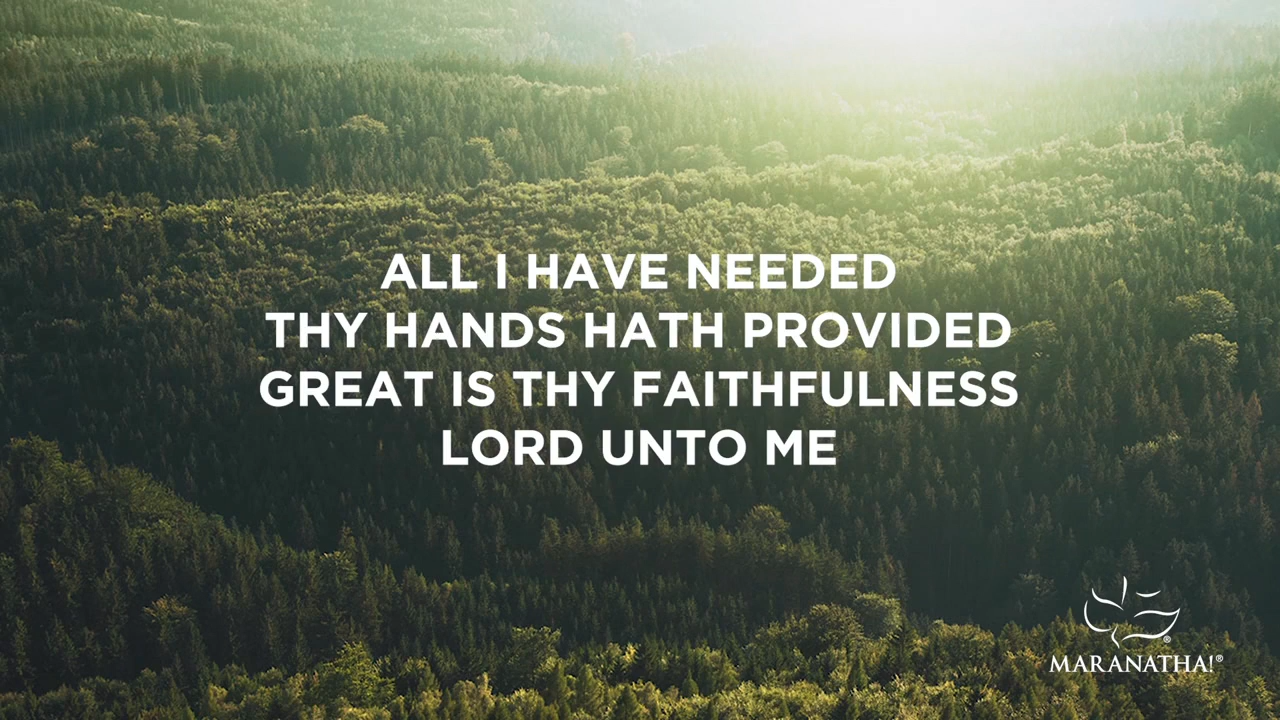 ALL I HAVE NEEDED
THY HANDS HATH PROVIDED
GREAT IS THY FAITHFULNESS
LORD UNTO ME
®
MARANATHA!®